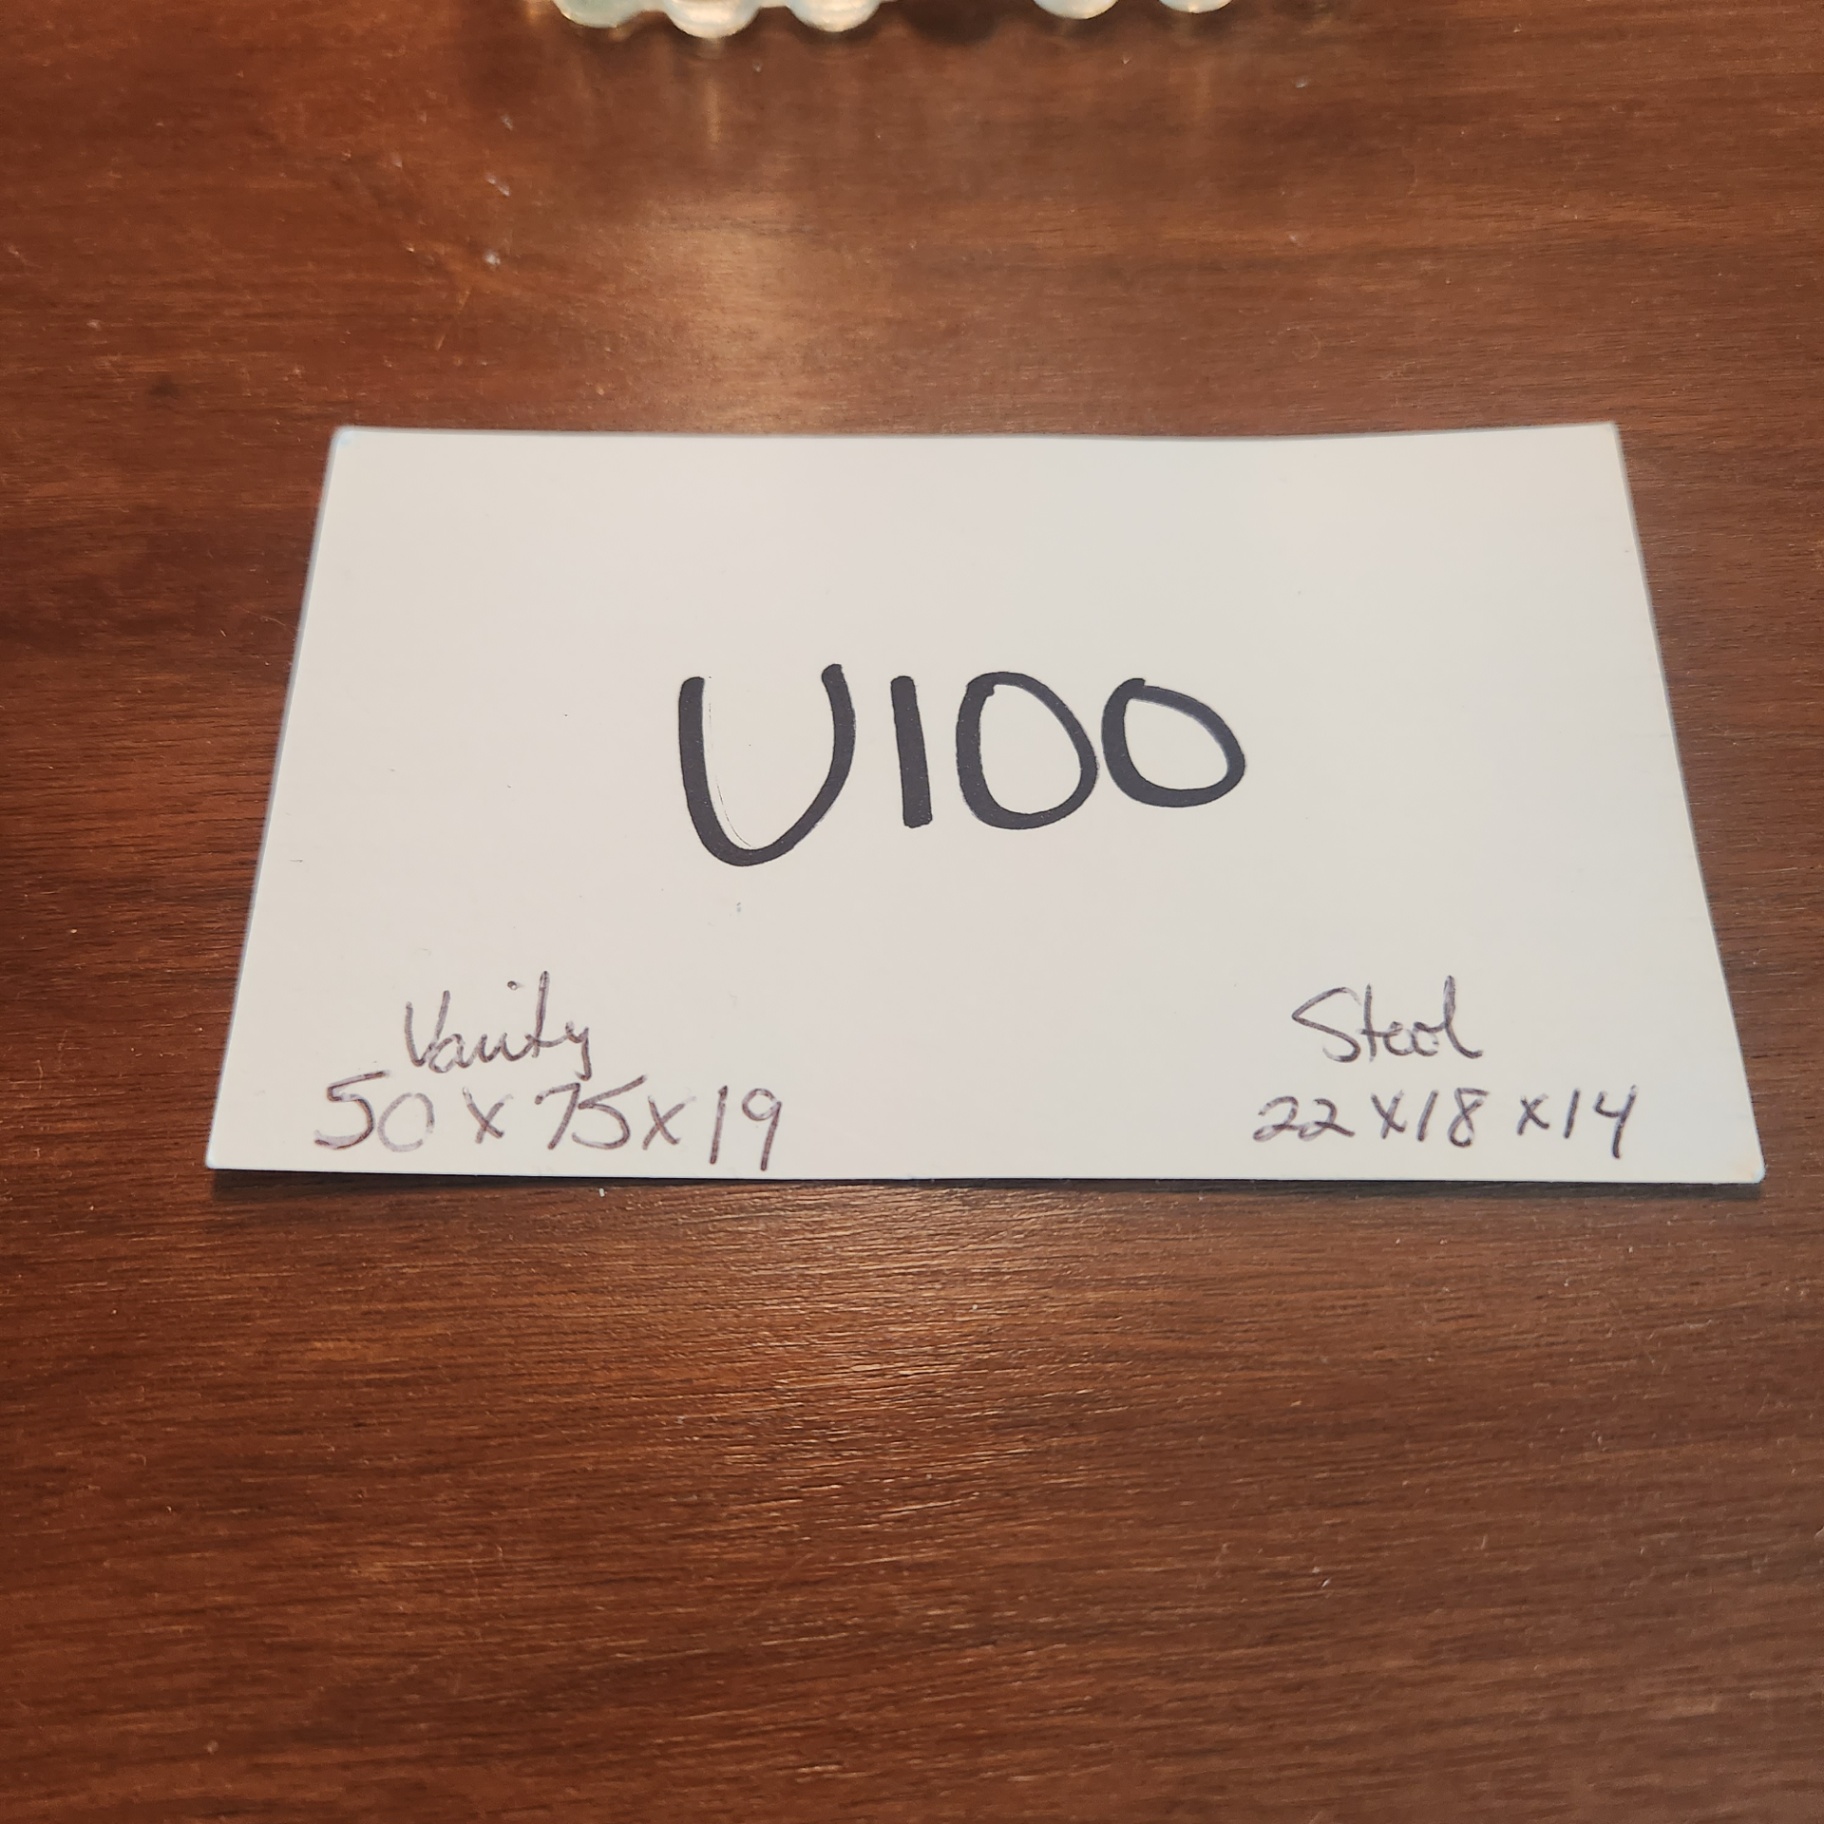 U100
Vanity
50 x 75 x 19
Stool
22 x 18 x 14